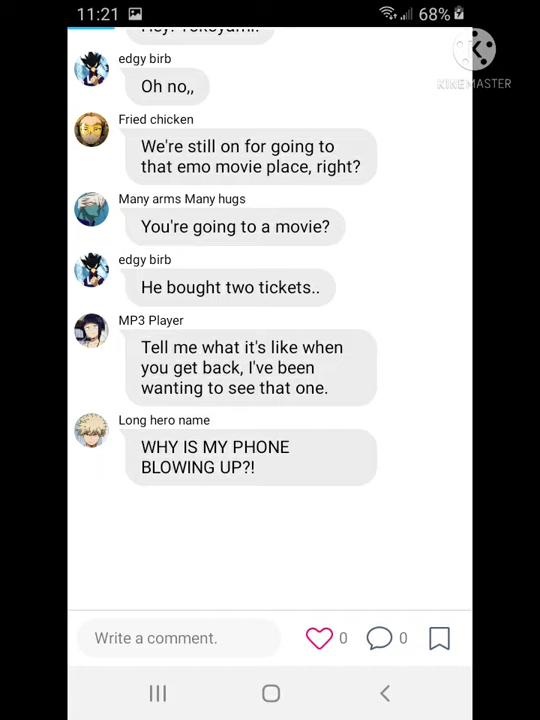 11:21
68%
KINEMASTER
Hey! Tokoyami!
edgy birb
Oh no,,
Fried chicken
We're still on for going to
that emo movie place, right?
Many arms Many hugs
You're going to a movie?
edgy birb
He bought two tickets..
MP3 Player
Tell me what it's like when
you get back, I've been
wanting to see that one.
Long hero name
WHY IS MY PHONE
BLOWING UP?!
Write a comment.
0
0